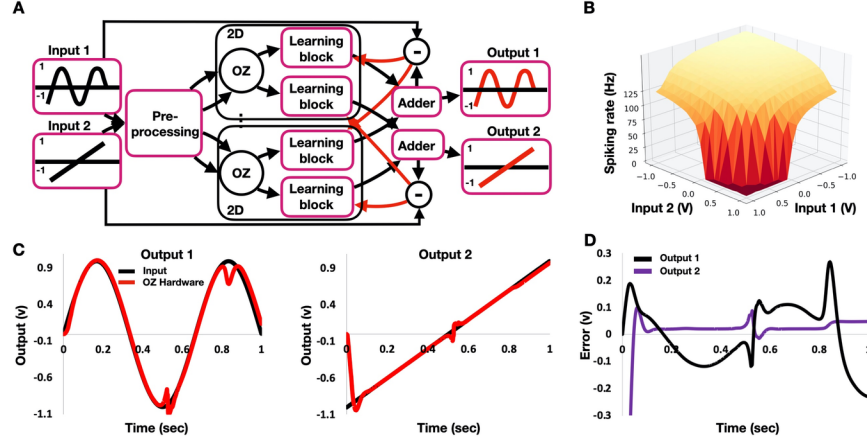 A
Input 1
1
-1
Input 2
1
-1
Pre-
processing
2D
OZ
Learning
block
Learning
block
OZ
Learning
block
Learning
block
2D
-
Adder
Adder
-
Output 1
1
-1
Output 2
1
-1
B
Spiking rate (Hz)
125
100
75
50
25
0
-1.0
-0.5
0.0
0.5
1.0
Input 2 (V)
-1.0
-0.5
0.0
0.5
1.0
Input 1 (V)
C
Output 1
Input
OZ Hardware
Output (v)
0.9
0.4
-0.1
-0.6
-1.1
0 0.2 0.4 0.6 0.8 1
Time (sec)
Output 2
Output (v)
0.9
0.4
-0.1
-0.6
-1.1
0 0.2 0.4 0.6 0.8 1
Time (sec)
D
Output 1
Output 2
Error (v)
0.3
0.2
0.1
0
-0.1
-0.2
-0.3
0 0.2 0.4 0.6 0.8 1
Time (sec)